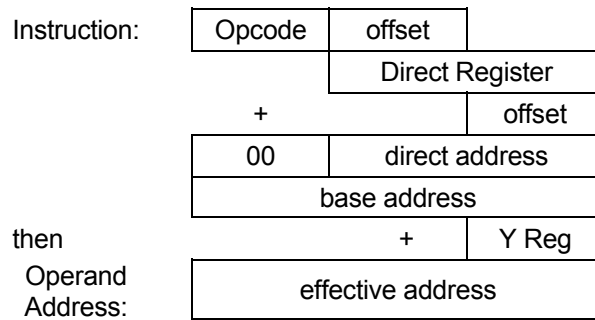 Instruction: Opcode offset
Direct Register
+ offset
00 direct address
base address
then + Y Reg
Operand
Address:
effective address